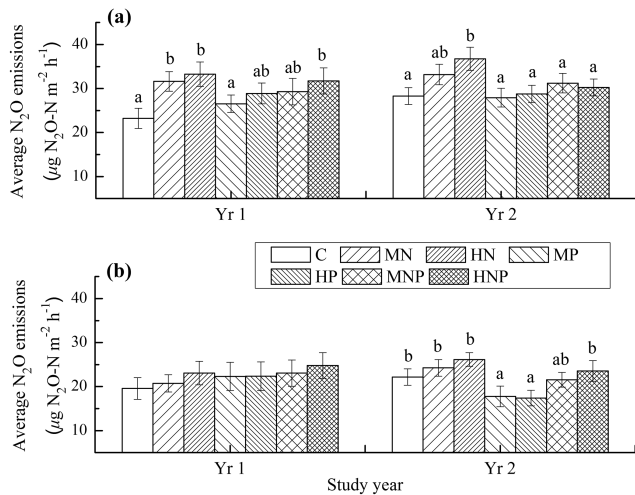 (a)
Average N₂O emissions
(μg N₂O-N m⁻² h⁻¹)
40
30
20
10
a b b a ab ab b
a a b a a a a
Yr 1 Yr 2
C MN HN MP
HP MNP HNP
(b)
Average N₂O emissions
(μg N₂O-N m⁻² h⁻¹)
40
30
20
10
b b b a a ab b
Yr 1 Yr 2
Study year